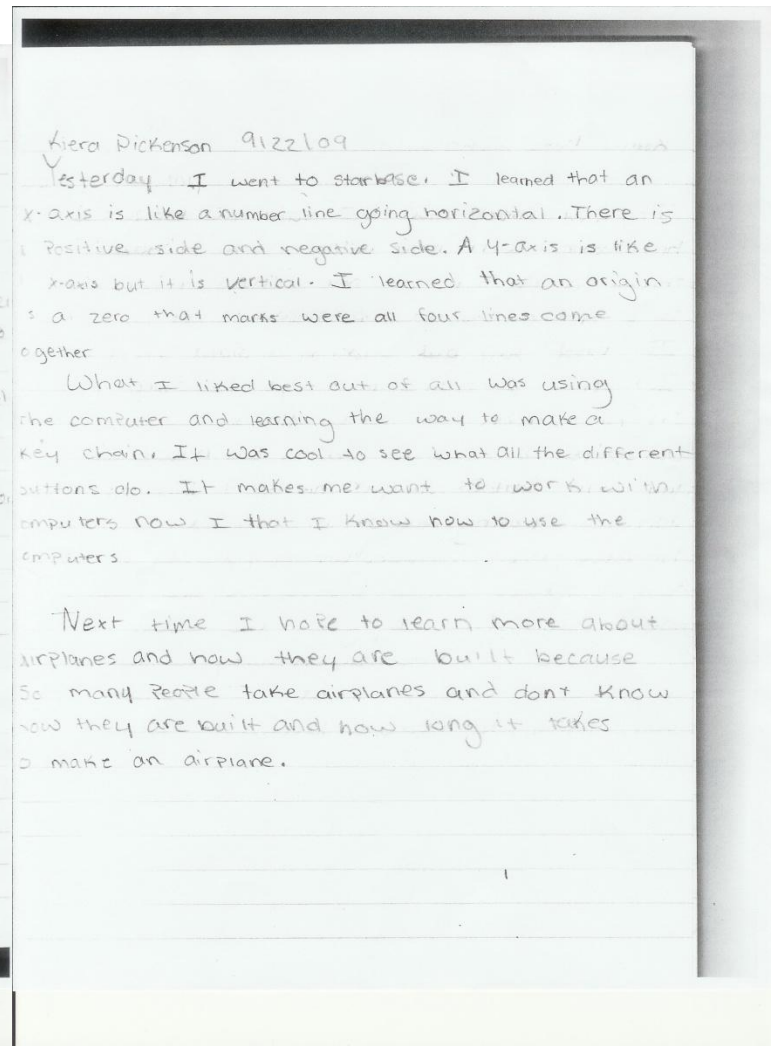 Kiera Dickenson 9/22/09
Yesterday I went to starbase. I learned that an
x-axis is like a number line going horizontal. There is
Positive side and negative side. A Y-axis is like
x-axis but it is vertical. I learned that an origin
s a zero that marks were all four lines come
ogether
What I liked best out of all was using
the computer and learning the way to make a
key chain. It was cool to see what all the different
buttons do. It makes me want to work with
omputers now I that I know how to use the
omputers
Next time I hope to learn more about
airplanes and how they are built because
So many People take airplanes and dont know
how they are built and how long it takes
o make an airplane.